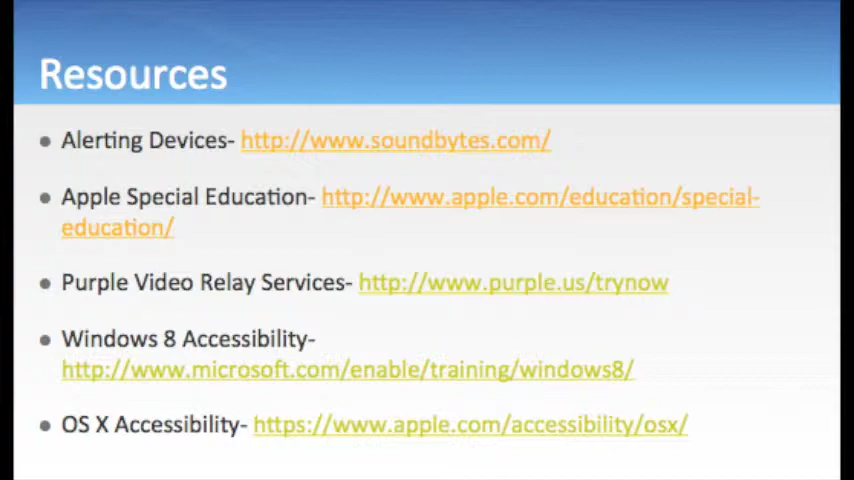 Resources
Alerting Devices- http://www.soundbytes.com/
Apple Special Education- http://www.apple.com/education/special-
education/
Purple Video Relay Services- http://www.purple.us/trynow
Windows 8 Accessibility-
http://www.microsoft.com/enable/training/windows8/
OS X Accessibility- https://www.apple.com/accessibility/osx/